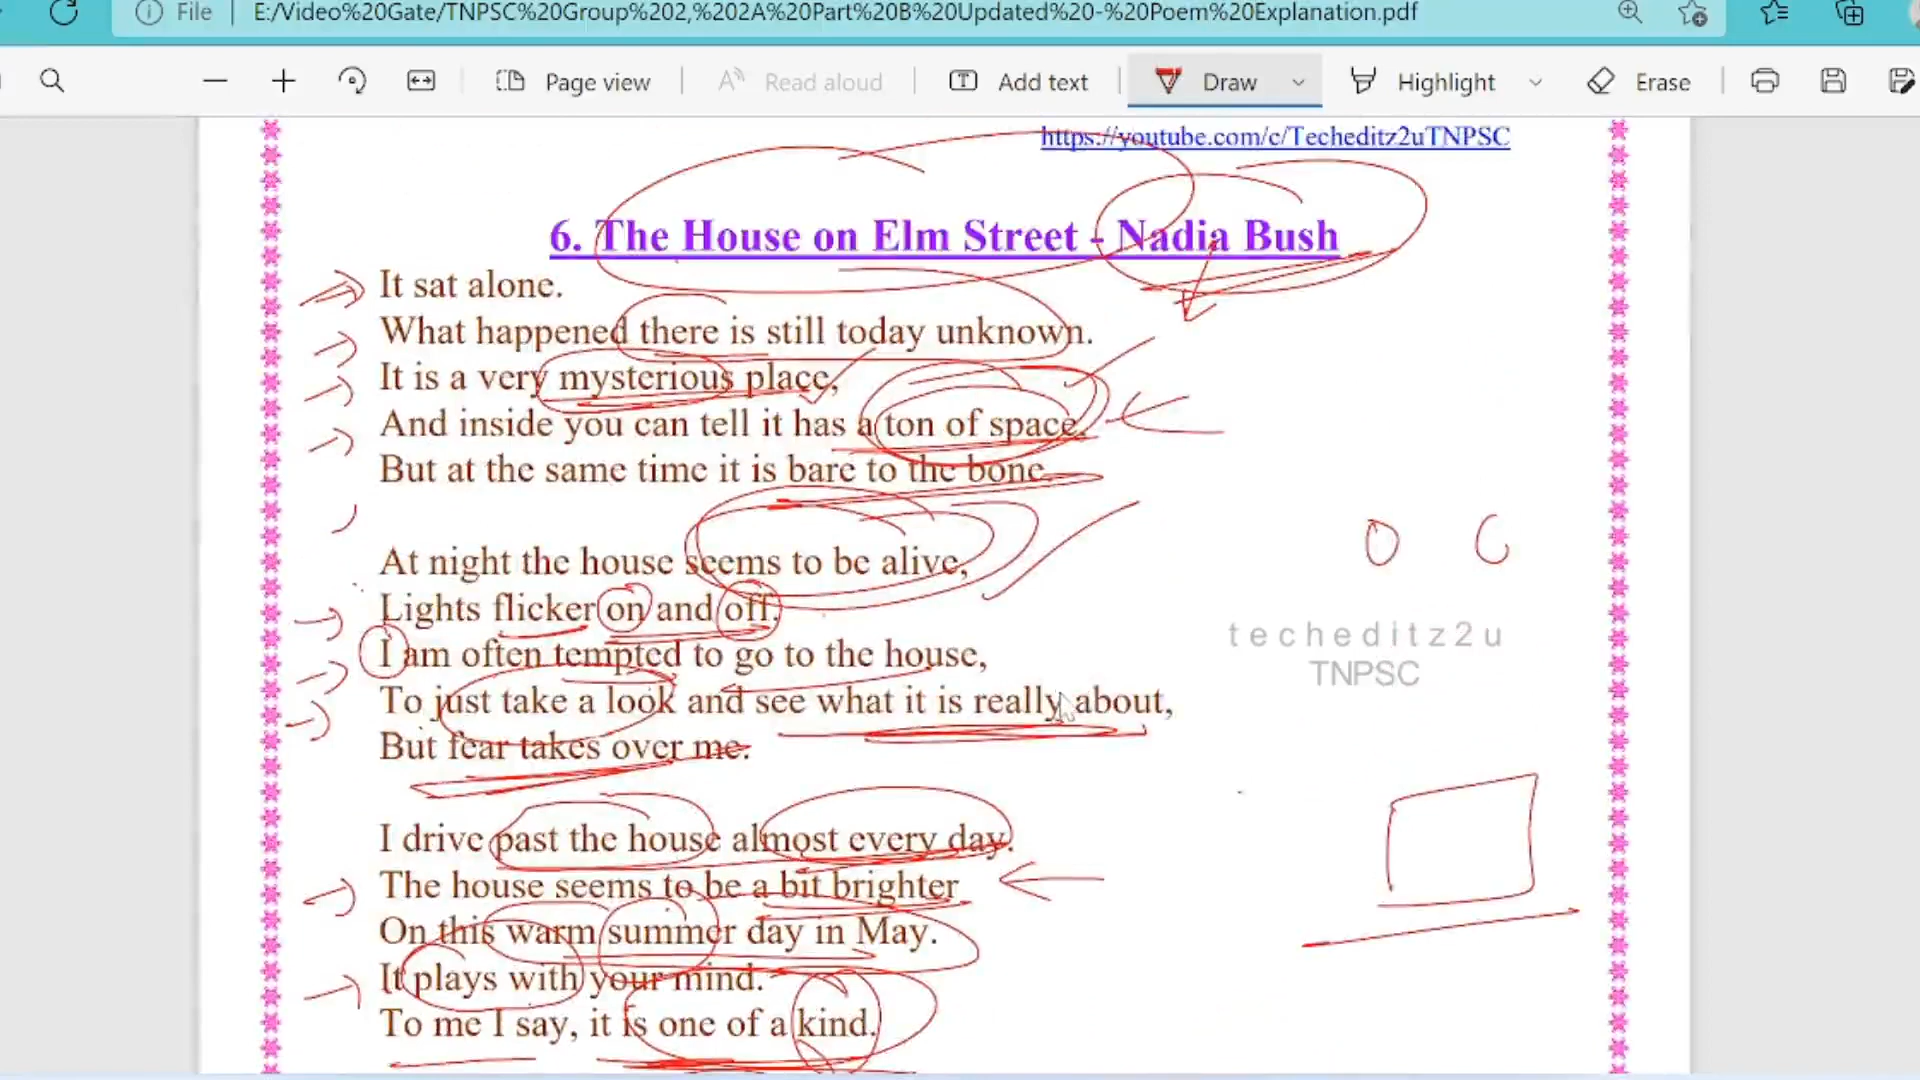 File
E:/Video%20Gate/TNPSC%20Group%202,%202A%20Part%20B%20Updated%20-%20Poem%20Explanation.pdf
Page view
Read aloud
Add text
Draw
Highlight
Erase
https://youtube.com/c/Techeditz2uTNPSC
6. The House on Elm Street - Nadia Bush
It sat alone.
What happened there is still today unknown.
It is a very mysterious place,
And inside you can tell it has a ton of space.
But at the same time it is bare to the bone.
At night the house seems to be alive,
Lights flicker on and off.
I am often tempted to go to the house,
To just take a look and see what it is really about,
But fear takes over me.
I drive past the house almost every day.
The house seems to be a bit brighter
On this warm summer day in May.
It plays with your mind.
To me I say, it is one of a kind.
techeditz2u
TNPSC